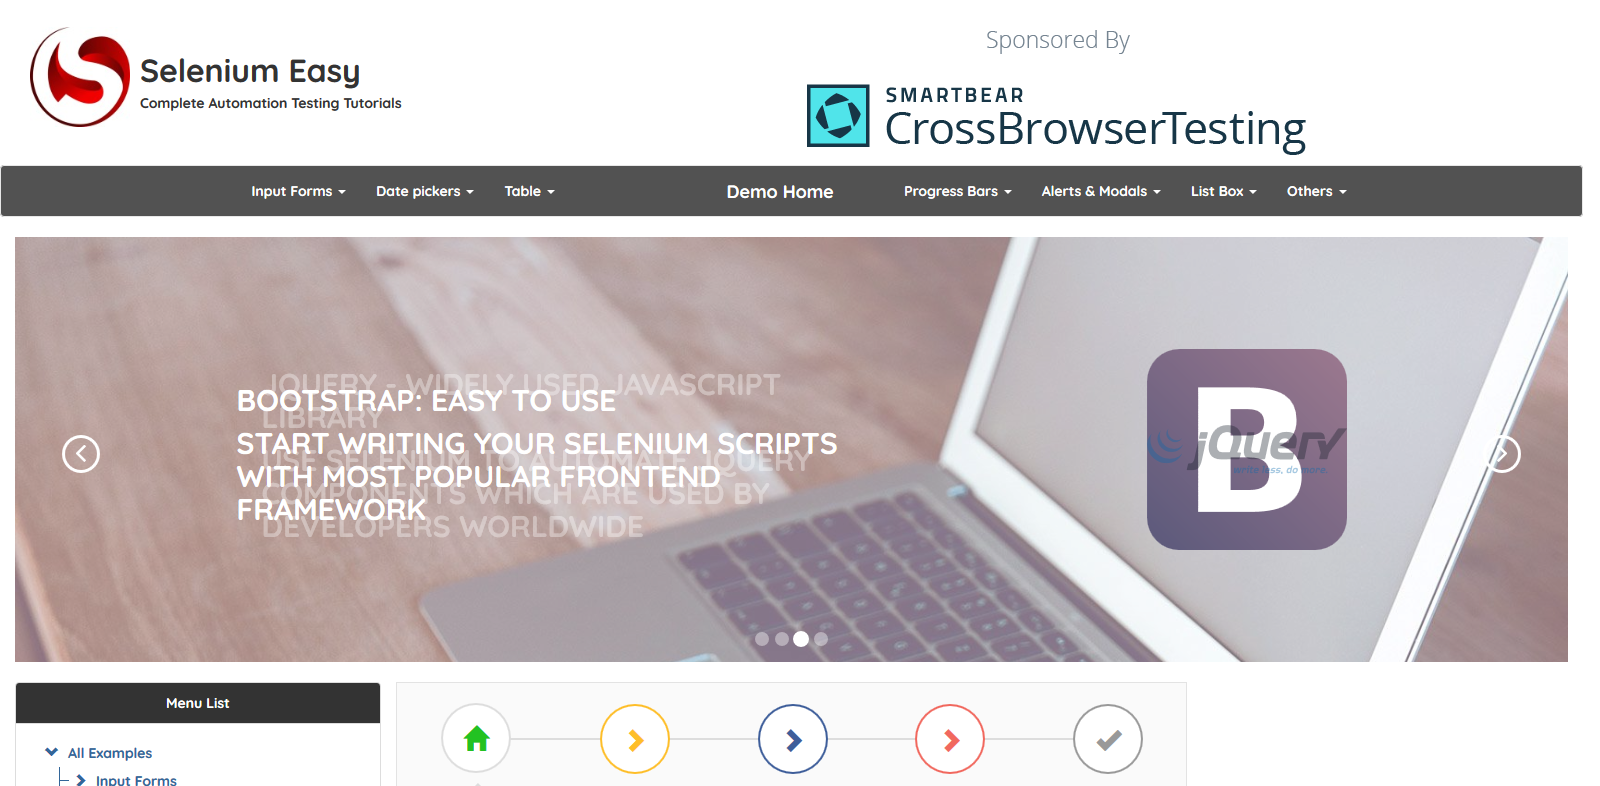 Sponsored By
Selenium Easy
Complete Automation Testing Tutorials
SMARTBEAR
CrossBrowserTesting
Input Forms Date pickers Table Demo Home Progress Bars Alerts & Modals List Box Others
JQUERY - WIDELY USED JAVASCRIPT
LIBRARY
USE SELENIUM TO AUTOMATE JQUERY
COMPONENTS WHICH ARE USED BY
DEVELOPERS WORLDWIDE
BOOTSTRAP: EASY TO USE
START WRITING YOUR SELENIUM SCRIPTS
WITH MOST POPULAR FRONTEND
FRAMEWORK
B
jQuery
write less, do more.
Menu List
All Examples
Input Forms